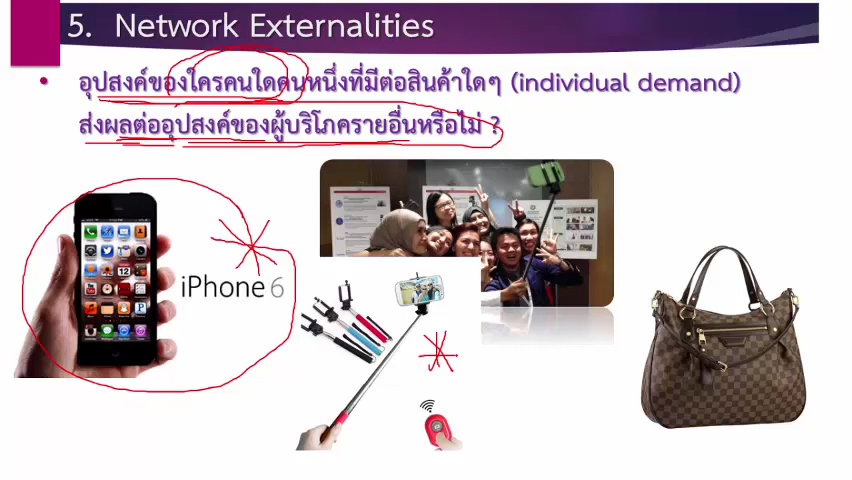 5. Network Externalities
• อุปสงค์ของใครคนใดคนหนึ่งที่มีต่อสินค้าใดๆ (individual demand)
ส่งผลต่ออุปสงค์ของผู้บริโภครายอื่นหรือไม่ ?
iPhone 6